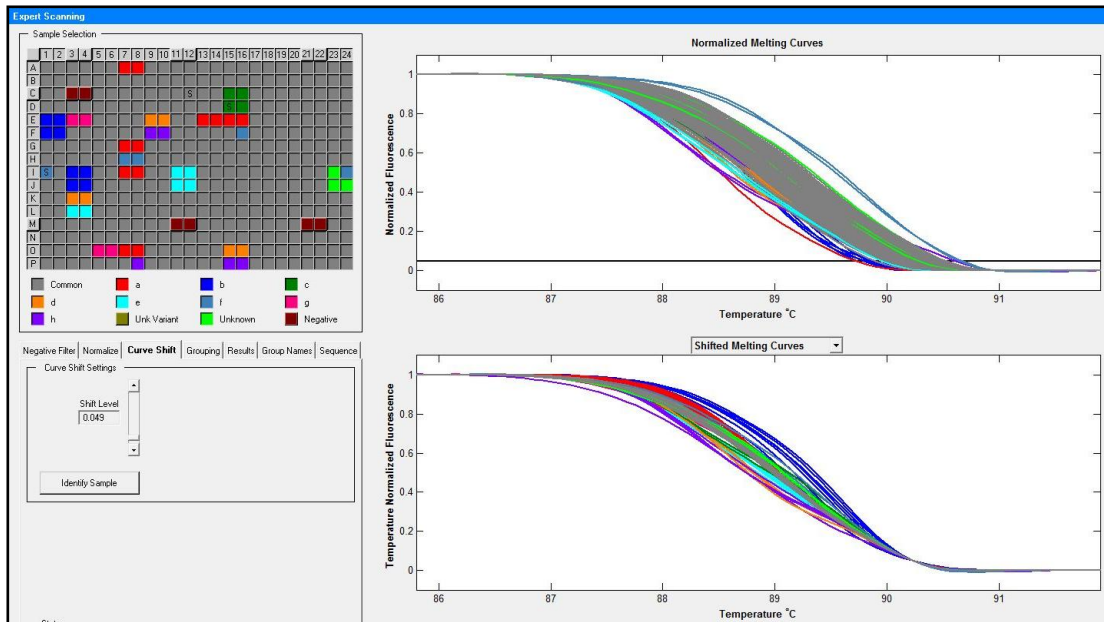 Expert Scanning
Sample Selection
1 2 3 4 5 6 7 8 9 10 11 12 13 14 15 16 17 18 19 20 21 22 23 24
A
B
C S
D S
E
F
G
H
I S
J
K
L
M
N
O
P
Common a b c
d e f g
h Unk Variant Unknown Negative
Negative Filter Normalize Curve Shift Grouping Results Group Names Sequence
Curve Shift Settings
Shift Level
0.049
Identify Sample
Normalized Melting Curves
Normalized Fluorescence
1
0.8
0.6
0.4
0.2
0
86 87 88 89 90 91
Temperature °C
Shifted Melting Curves
Temperature Normalized Fluorescence
1
0.8
0.6
0.4
0.2
0
86 87 88 89 90 91
Temperature °C